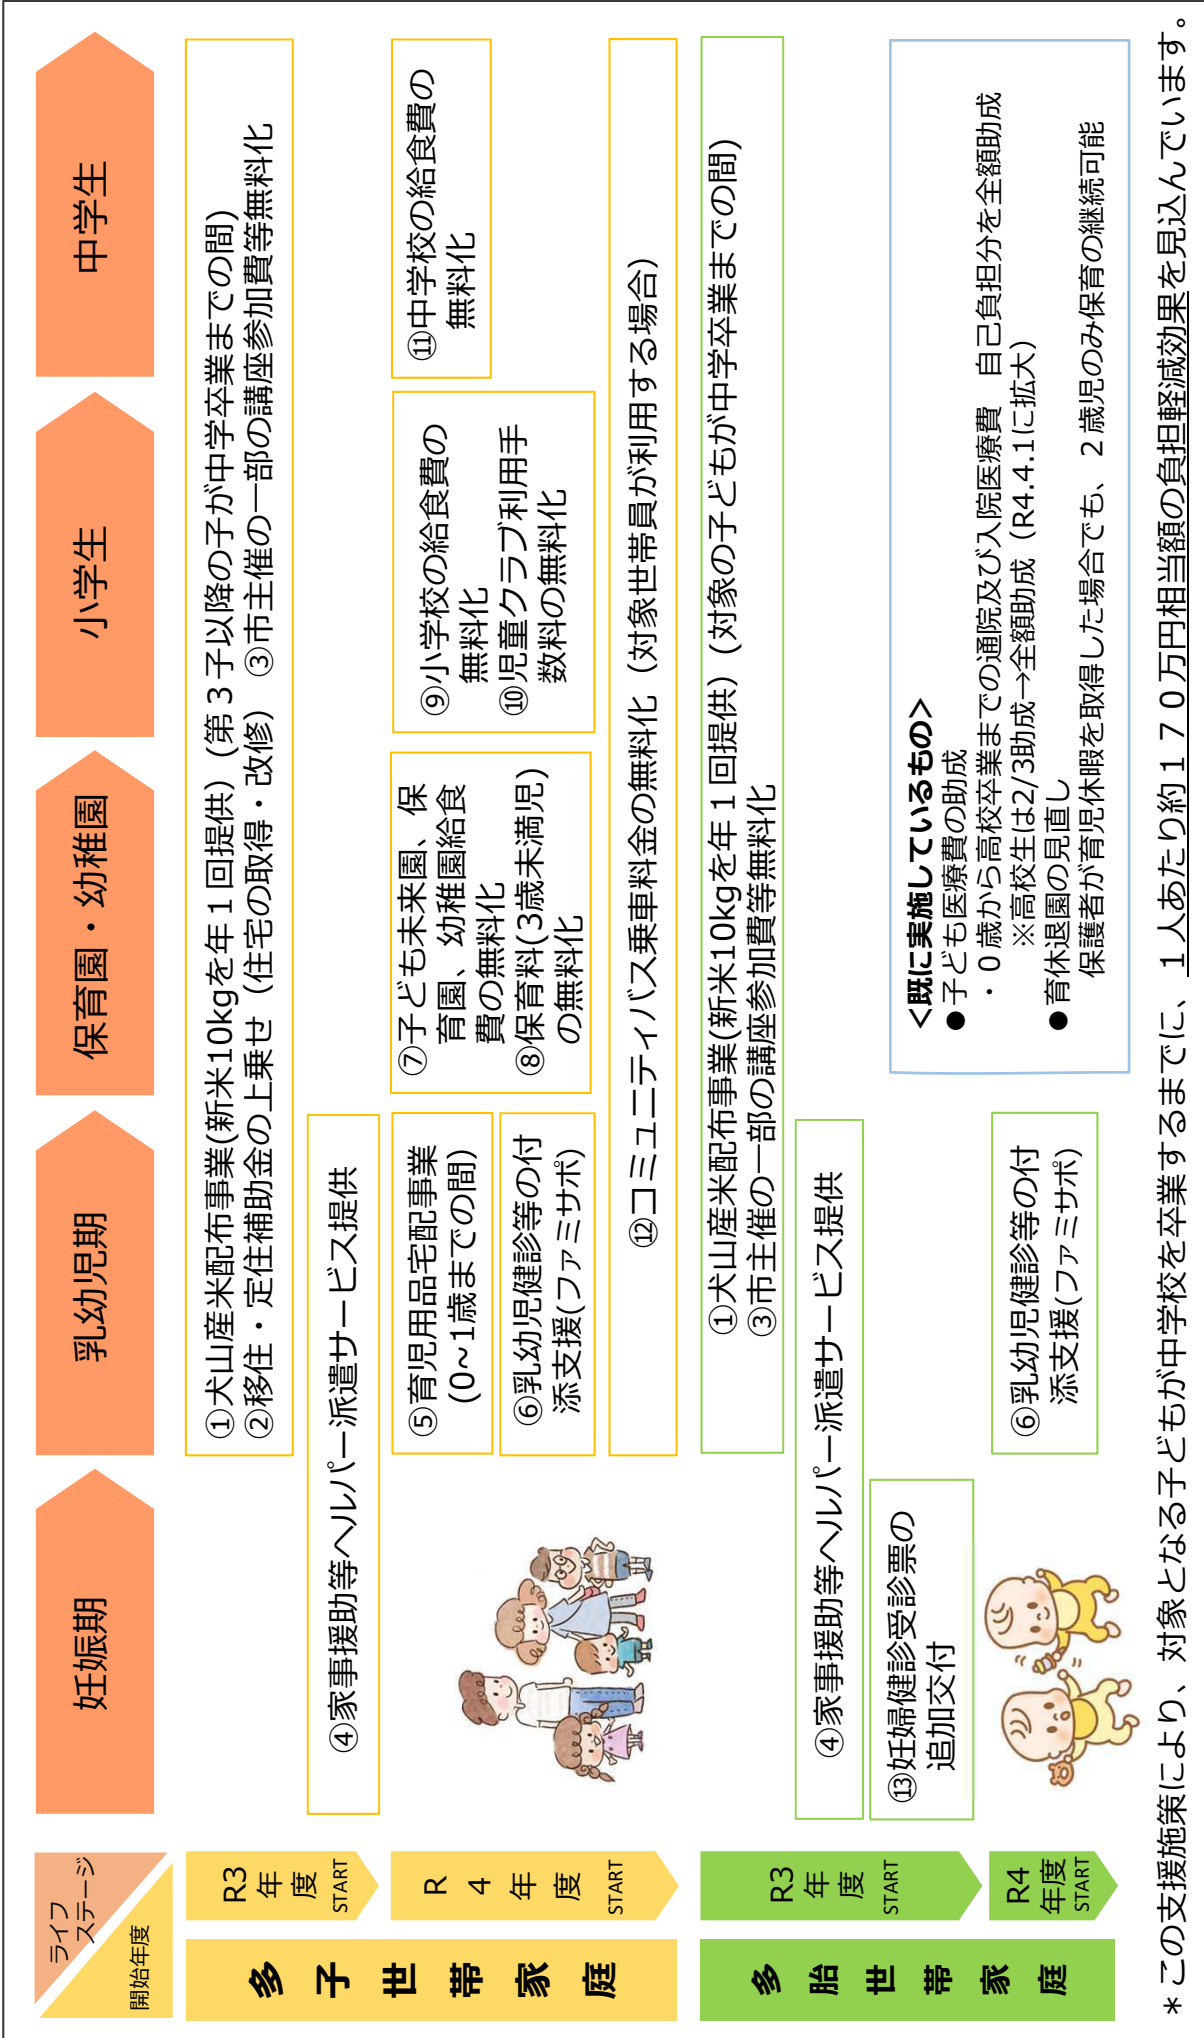 ライフ
ステージ
開始年度
妊娠期
乳幼児期
保育園・幼稚園
小学生
中学生
多子世帯家庭
R3
年
度
START
①犬山産米配布事業(新米10kgを年１回提供)（第３子以降の子が中学卒業までの間)
②移住・定住補助金の上乗せ（住宅の取得・改修） ③市主催の一部の講座参加費等無料化
④家事援助等ヘルパー派遣サービス提供
R
4
年
度
START
⑤育児用品宅配事業
(0~1歳までの間)
⑥乳幼児健診等の付
添支援(ファミサポ)
⑦子ども未来園、保
育園、幼稚園給食
費の無料化
⑧保育料(3歳未満児)
の無料化
⑨小学校の給食費の
無料化
⑩児童クラブ利用手
数料の無料化
⑪中学校の給食費の
無料化
⑫コミュニティバス乗車料金の無料化（対象世帯員が利用する場合)
多胎世帯家庭
R3
年
度
START
①犬山産米配布事業(新米10kgを年１回提供)（対象の子どもが中学卒業までの間)
③市主催の一部の講座参加費等無料化
④家事援助等ヘルパー派遣サービス提供
⑬妊婦健診受診票の
追加交付
R4
年度
START
⑥乳幼児健診等の付
添支援(ファミサポ)
<既に実施しているもの>
●子ども医療費の助成
・０歳から高校卒業までの通院及び入院医療費　自己負担分を全額助成
※高校生は2/3助成→全額助成（R4.4.1に拡大）
●育休退園の見直し
保護者が育児休暇を取得した場合でも、２歳児のみ保育の継続可能
＊この支援施策により、対象となる子どもが中学校を卒業するまでに、１人あたり約１７０万円相当額の負担軽減効果を見込んでいます。